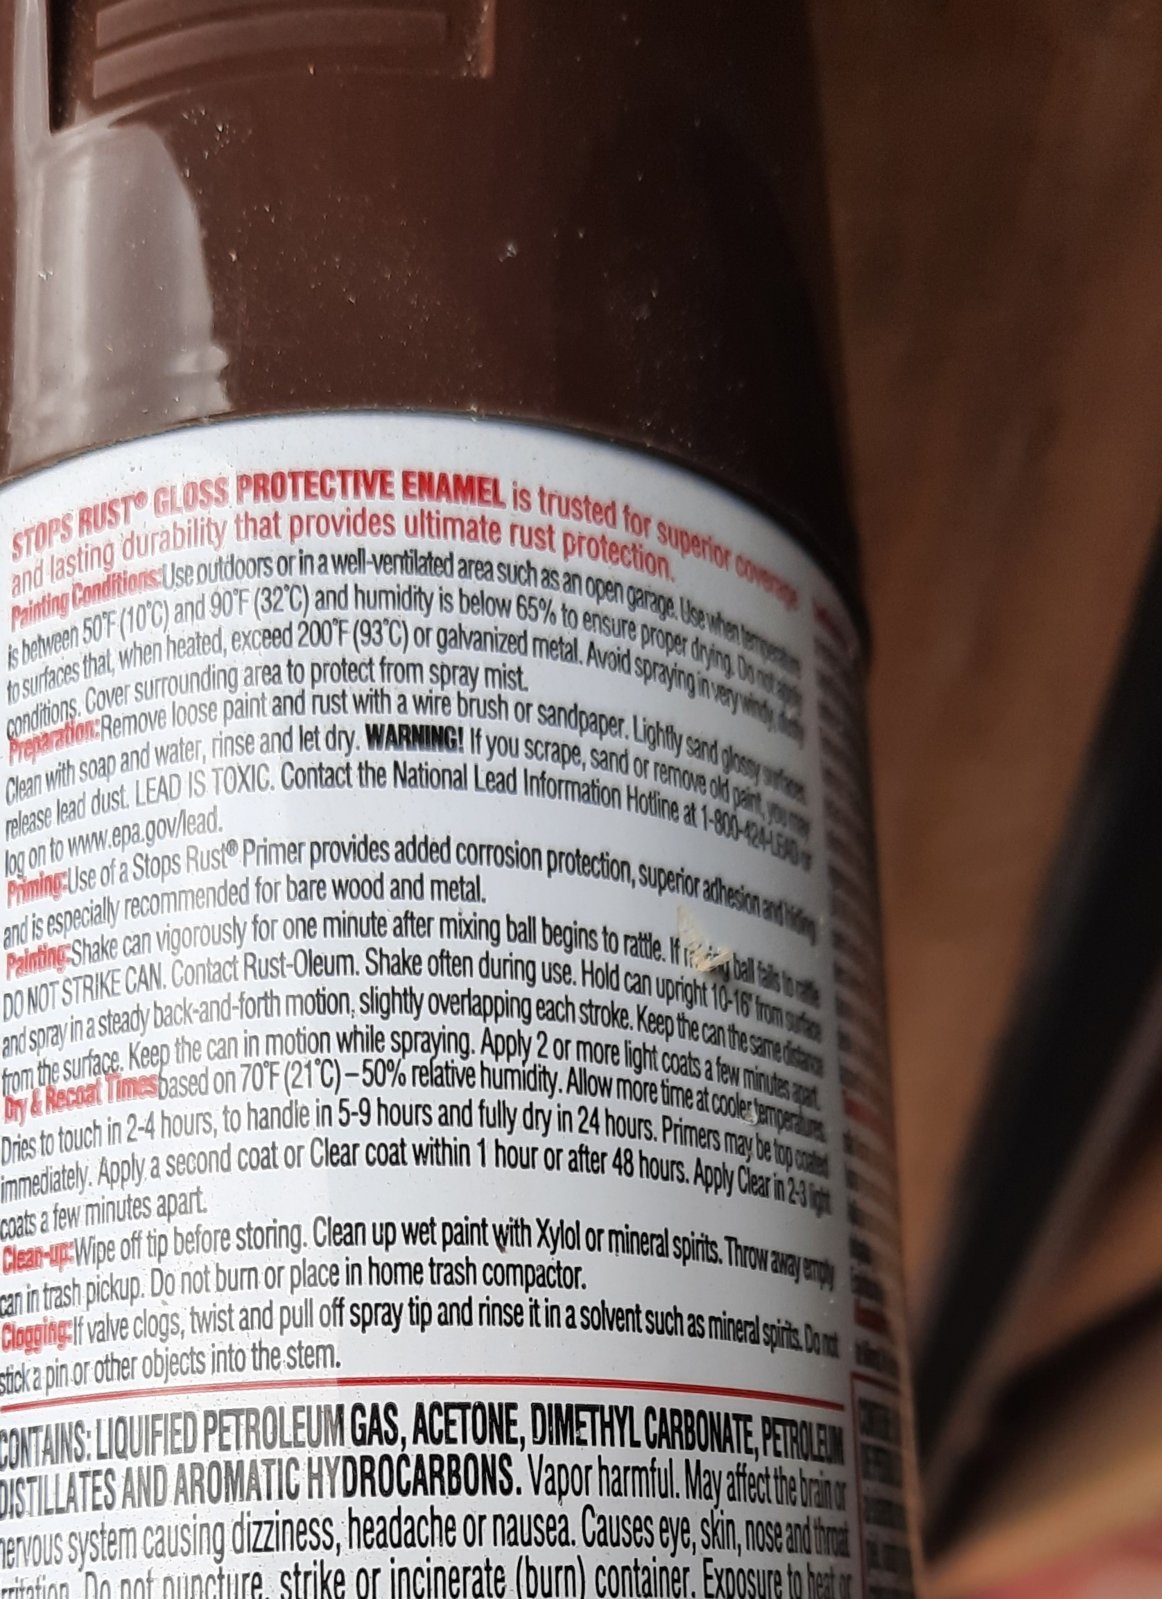 STOPS RUST® GLOSS PROTECTIVE ENAMEL is trusted for superior coverage
and lasting durability that provides ultimate rust protection.
Painting Conditions: Use outdoors or in a well-ventilated area such as an open garage. Use when temperature
is between 50°F (10°C) and 90°F (32°C) and humidity is below 65% to ensure proper drying. Do not apply
to surfaces that, when heated, exceed 200°F (93°C) or galvanized metal. Avoid spraying in very windy, dusty
conditions. Cover surrounding area to protect from spray mist.
Preparation: Remove loose paint and rust with a wire brush or sandpaper. Lightly sand glossy surfaces.
Clean with soap and water, rinse and let dry. WARNING! If you scrape, sand or remove old paint, you may
release lead dust. LEAD IS TOXIC. Contact the National Lead Information Hotline at 1-800-424-LEAD or
log on to www.epa.gov/lead.
Priming: Use of a Stops Rust® Primer provides added corrosion protection, superior adhesion and hiding
and is especially recommended for bare wood and metal.
Painting: Shake can vigorously for one minute after mixing ball begins to rattle. If mixing ball fails to rattle
DO NOT STRIKE CAN. Contact Rust-Oleum. Shake often during use. Hold can upright 10-16" from surface
and spray in a steady back-and-forth motion, slightly overlapping each stroke. Keep the can the same distance
from the surface. Keep the can in motion while spraying. Apply 2 or more light coats a few minutes apart.
Dry & Recoat Times based on 70°F (21°C) – 50% relative humidity. Allow more time at cooler temperatures.
Dries to touch in 2-4 hours, to handle in 5-9 hours and fully dry in 24 hours. Primers may be top coated
immediately. Apply a second coat or Clear coat within 1 hour or after 48 hours. Apply Clear in 2-3 light
coats a few minutes apart.
Clean-up: Wipe off tip before storing. Clean up wet paint with Xylol or mineral spirits. Throw away empty
can in trash pickup. Do not burn or place in home trash compactor.
Clogging: If valve clogs, twist and pull off spray tip and rinse it in a solvent such as mineral spirits. Do not
stick a pin or other objects into the stem.
CONTAINS: LIQUIFIED PETROLEUM GAS, ACETONE, DIMETHYL CARBONATE, PETROLEUM
DISTILLATES AND AROMATIC HYDROCARBONS. Vapor harmful. May affect the brain or
nervous system causing dizziness, headache or nausea. Causes eye, skin, nose and throat
irritation. Do not puncture, strike or incinerate (burn) container. Exposure to heat or